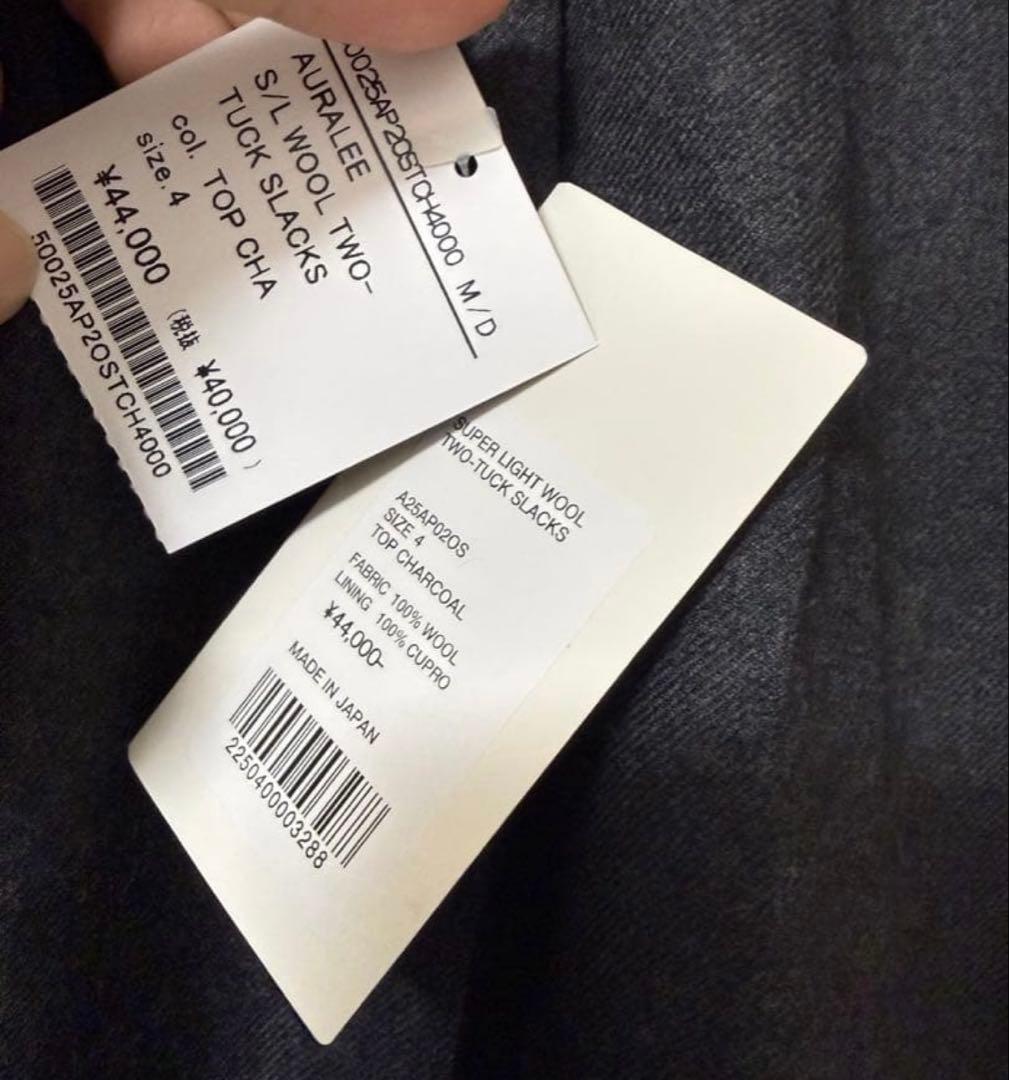 0025AP20STCH4000 M/D
AURALEE
S/L WOOL TWO-
TUCK SLACKS
col. TOP CHA
size.4
¥44,000 (税抜 ¥40,000)
50025AP2OSTCH4000
SUPER LIGHT WOOL
TWO-TUCK SLACKS
A25AP02OS
SIZE 4
TOP CHARCOAL
FABRIC 100% WOOL
LINING 100% CUPRO
¥44,000-
MADE IN JAPAN
2250400003288